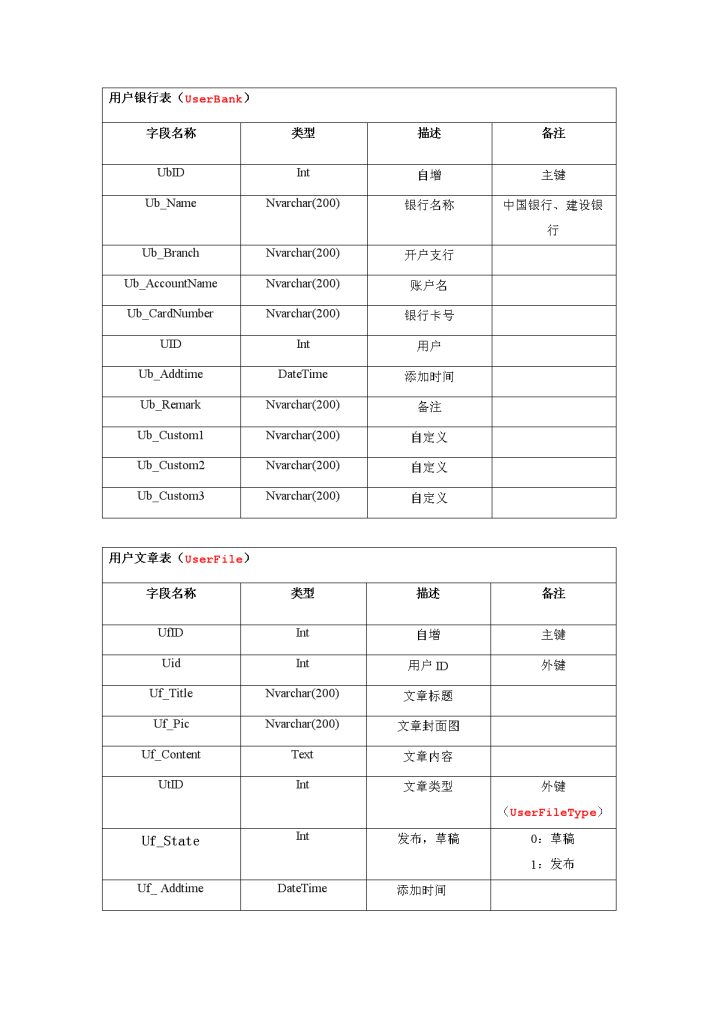 用户银行表（UserBank）
字段名称 类型 描述 备注
UbID Int 自增 主键
Ub_Name Nvarchar(200) 银行名称 中国银行、建设银
行
Ub_Branch Nvarchar(200) 开户支行
Ub_AccountName Nvarchar(200) 账户名
Ub_CardNumber Nvarchar(200) 银行卡号
UID Int 用户
Ub_Addtime DateTime 添加时间
Ub_Remark Nvarchar(200) 备注
Ub_Custom1 Nvarchar(200) 自定义
Ub_Custom2 Nvarchar(200) 自定义
Ub_Custom3 Nvarchar(200) 自定义
用户文章表（UserFile）
字段名称 类型 描述 备注
UfID Int 自增 主键
Uid Int 用户 ID 外键
Uf_Title Nvarchar(200) 文章标题
Uf_Pic Nvarchar(200) 文章封面图
Uf_Content Text 文章内容
UtID Int 文章类型 外键
（UserFileType）
Uf_State Int 发布，草稿 0：草稿
1：发布
Uf_ Addtime DateTime 添加时间